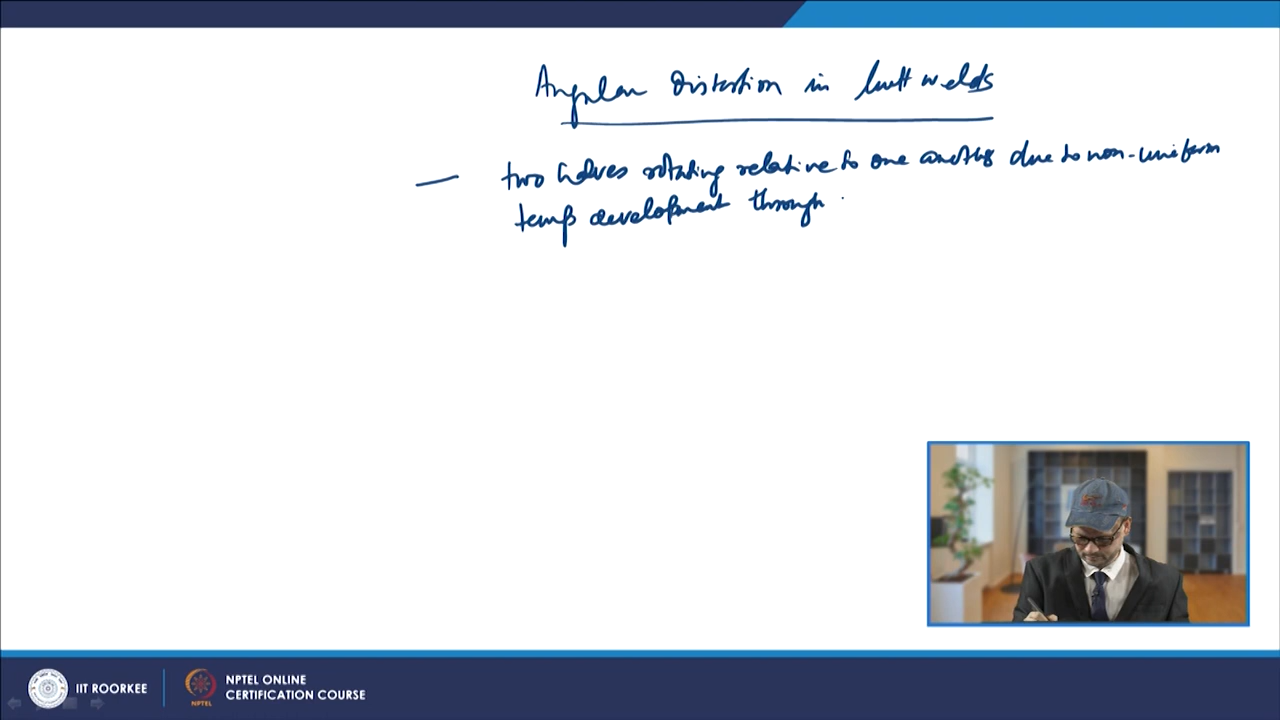 Angular Distortion in butt welds
— two halves rotating relative to one another due to non-uniform
temp development through
IIT ROORKEE
NPTEL
NPTEL ONLINE
CERTIFICATION COURSE